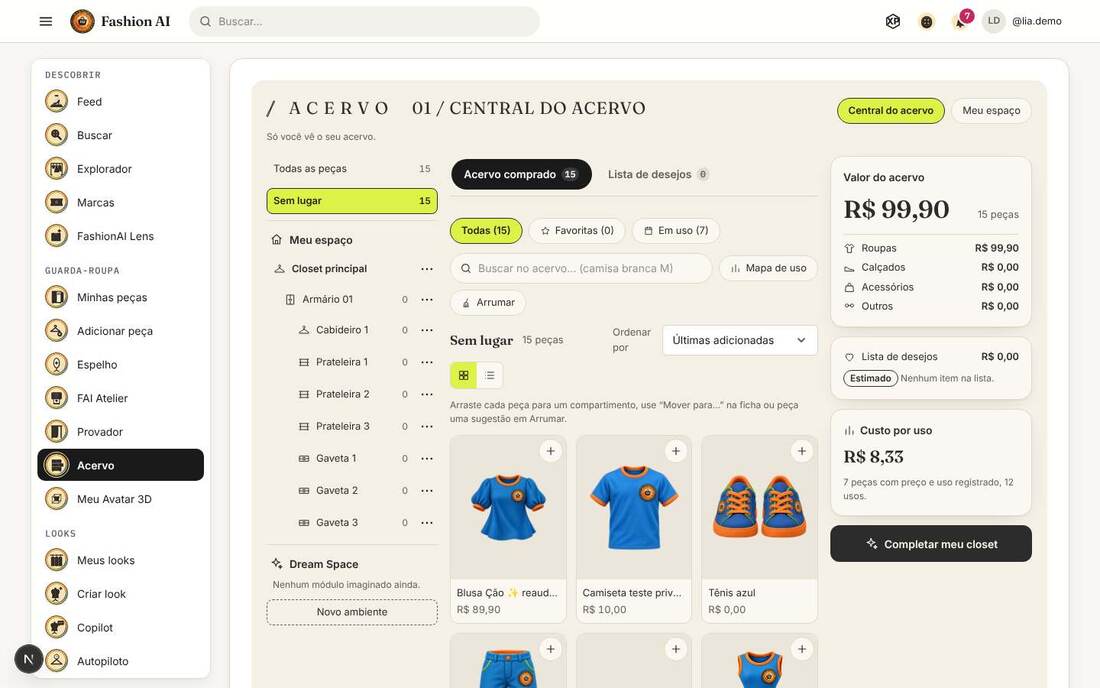 Fashion AI
Buscar...
XP
7
LD
@lia.demo
DESCOBRIR
Feed
Buscar
Explorador
Marcas
FashionAI Lens
GUARDA-ROUPA
Minhas peças
Adicionar peça
Espelho
FAI Atelier
Provador
Acervo
Meu Avatar 3D
LOOKS
Meus looks
Criar look
Copilot
Autopiloto
N
/ ACERVO 01 / CENTRAL DO ACERVO
Só você vê o seu acervo.
Central do acervo
Meu espaço
Todas as peças 15
Sem lugar 15
Meu espaço
Closet principal
Armário 01 0
Cabideiro 1 0
Prateleira 1 0
Prateleira 2 0
Prateleira 3 0
Gaveta 1 0
Gaveta 2 0
Gaveta 3 0
Dream Space
Nenhum módulo imaginado ainda.
Novo ambiente
Acervo comprado 15
Lista de desejos 0
Todas (15)
Favoritas (0)
Em uso (7)
Buscar no acervo... (camisa branca M)
Mapa de uso
Arrumar
Sem lugar 15 peças
Ordenar
por
Últimas adicionadas
Arraste cada peça para um compartimento, use “Mover para...” na ficha ou peça
uma sugestão em Arrumar.
Blusa Ção ✨ reaud...
R$ 89,90
Camiseta teste priv...
R$ 10,00
Tênis azul
R$ 0,00
Valor do acervo
R$ 99,90 15 peças
Roupas R$ 99,90
Calçados R$ 0,00
Acessórios R$ 0,00
Outros R$ 0,00
Lista de desejos R$ 0,00
Estimado Nenhum item na lista.
Custo por uso
R$ 8,33
7 peças com preço e uso registrado, 12
usos.
Completar meu closet